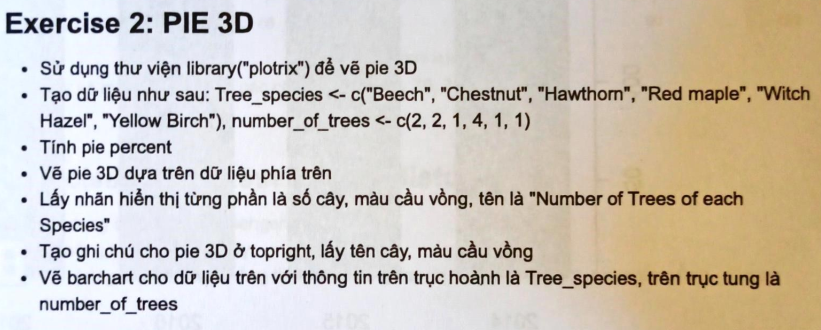 Exercise 2: PIE 3D
• Sử dụng thư viện library("plotrix") để vẽ pie 3D
• Tạo dữ liệu như sau: Tree_species <- c("Beech", "Chestnut", "Hawthorn", "Red maple", "Witch
Hazel", "Yellow Birch"), number_of_trees <- c(2, 2, 1, 4, 1, 1)
• Tính pie percent
• Vẽ pie 3D dựa trên dữ liệu phía trên
• Lấy nhãn hiển thị từng phần là số cây, màu cầu vồng, tên là "Number of Trees of each
Species"
• Tạo ghi chú cho pie 3D ở topright, lấy tên cây, màu cầu vồng
• Vẽ barchart cho dữ liệu trên với thông tin trên trục hoành là Tree_species, trên trục tung là
number_of_trees